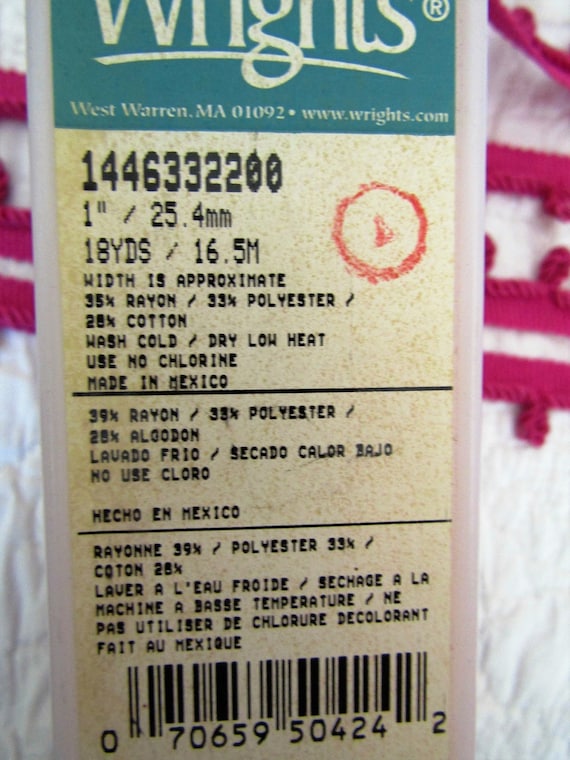 Wrights®
West Warren, MA 01092 • www.wrights.com
1446332200
1" / 25.4mm
18YDS / 16.5M
WIDTH IS APPROXIMATE
35% RAYON / 33% POLYESTER /
28% COTTON
WASH COLD / DRY LOW HEAT
USE NO CHLORINE
MADE IN MEXICO
39% RAYON / 33% POLYESTER /
28% ALGODON
LAVADO FRIO / SECADO CALOR BAJO
NO USE CLORO
HECHO EN MEXICO
RAYONNE 39% / POLYESTER 33% /
COTON 28%
LAVER A L'EAU FROIDE / SECHAGE A LA
MACHINE A BASSE TEMPERATURE / NE
PAS UTILISER DE CHLORURE DECOLORANT
FAIT AU MEXIQUE
0 70659 50424 2